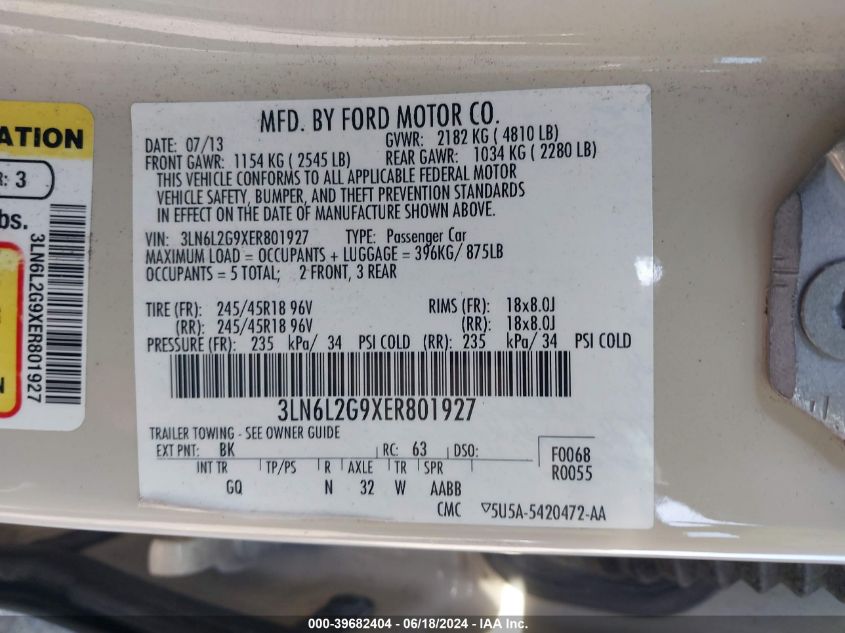 ATION
R: 3
bs.
3LN6L2G9XER801927
N
MFD. BY FORD MOTOR CO.
DATE: 07/13 GVWR: 2182 KG ( 4810 LB)
FRONT GAWR: 1154 KG ( 2545 LB) REAR GAWR: 1034 KG ( 2280 LB)
THIS VEHICLE CONFORMS TO ALL APPLICABLE FEDERAL MOTOR
VEHICLE SAFETY, BUMPER, AND THEFT PREVENTION STANDARDS
IN EFFECT ON THE DATE OF MANUFACTURE SHOWN ABOVE.
VIN: 3LN6L2G9XER801927 TYPE: Passenger Car
MAXIMUM LOAD = OCCUPANTS + LUGGAGE = 396KG/ 875LB
OCCUPANTS = 5 TOTAL; 2 FRONT, 3 REAR
TIRE (FR): 245/45R18 96V RIMS (FR): 18x8.0J
(RR): 245/45R18 96V (RR): 18x8.0J
PRESSURE (FR): 235 kPa/ 34 PSI COLD (RR): 235 kPa/ 34 PSI COLD
3LN6L2G9XER801927
TRAILER TOWING - SEE OWNER GUIDE
EXT PNT: BK RC: 63 DSO: F0068
INT TR TP/PS R AXLE TR SPR R0055
GQ N 32 W AABB
CMC ▽5U5A-5420472-AA
000-39682404 - 06/18/2024 - IAA Inc.